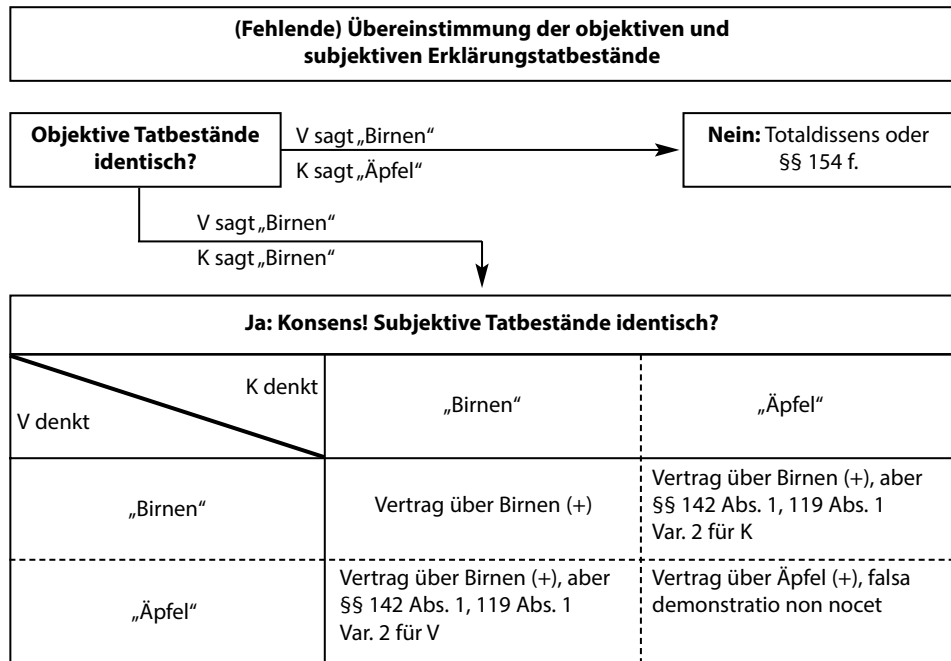 (Fehlende) Übereinstimmung der objektiven und
subjektiven Erklärungstatbestände
Objektive Tatbestände
identisch?
V sagt „Birnen“
K sagt „Äpfel“
Nein: Totaldissens oder
§§ 154 f.
V sagt „Birnen“
K sagt „Birnen“
Ja: Konsens! Subjektive Tatbestände identisch?
K denkt
V denkt
„Birnen“
„Äpfel“
„Birnen“
Vertrag über Birnen (+)
Vertrag über Birnen (+), aber
§§ 142 Abs. 1, 119 Abs. 1
Var. 2 für K
„Äpfel“
Vertrag über Birnen (+), aber
§§ 142 Abs. 1, 119 Abs. 1
Var. 2 für V
Vertrag über Äpfel (+), falsa
demonstratio non nocet